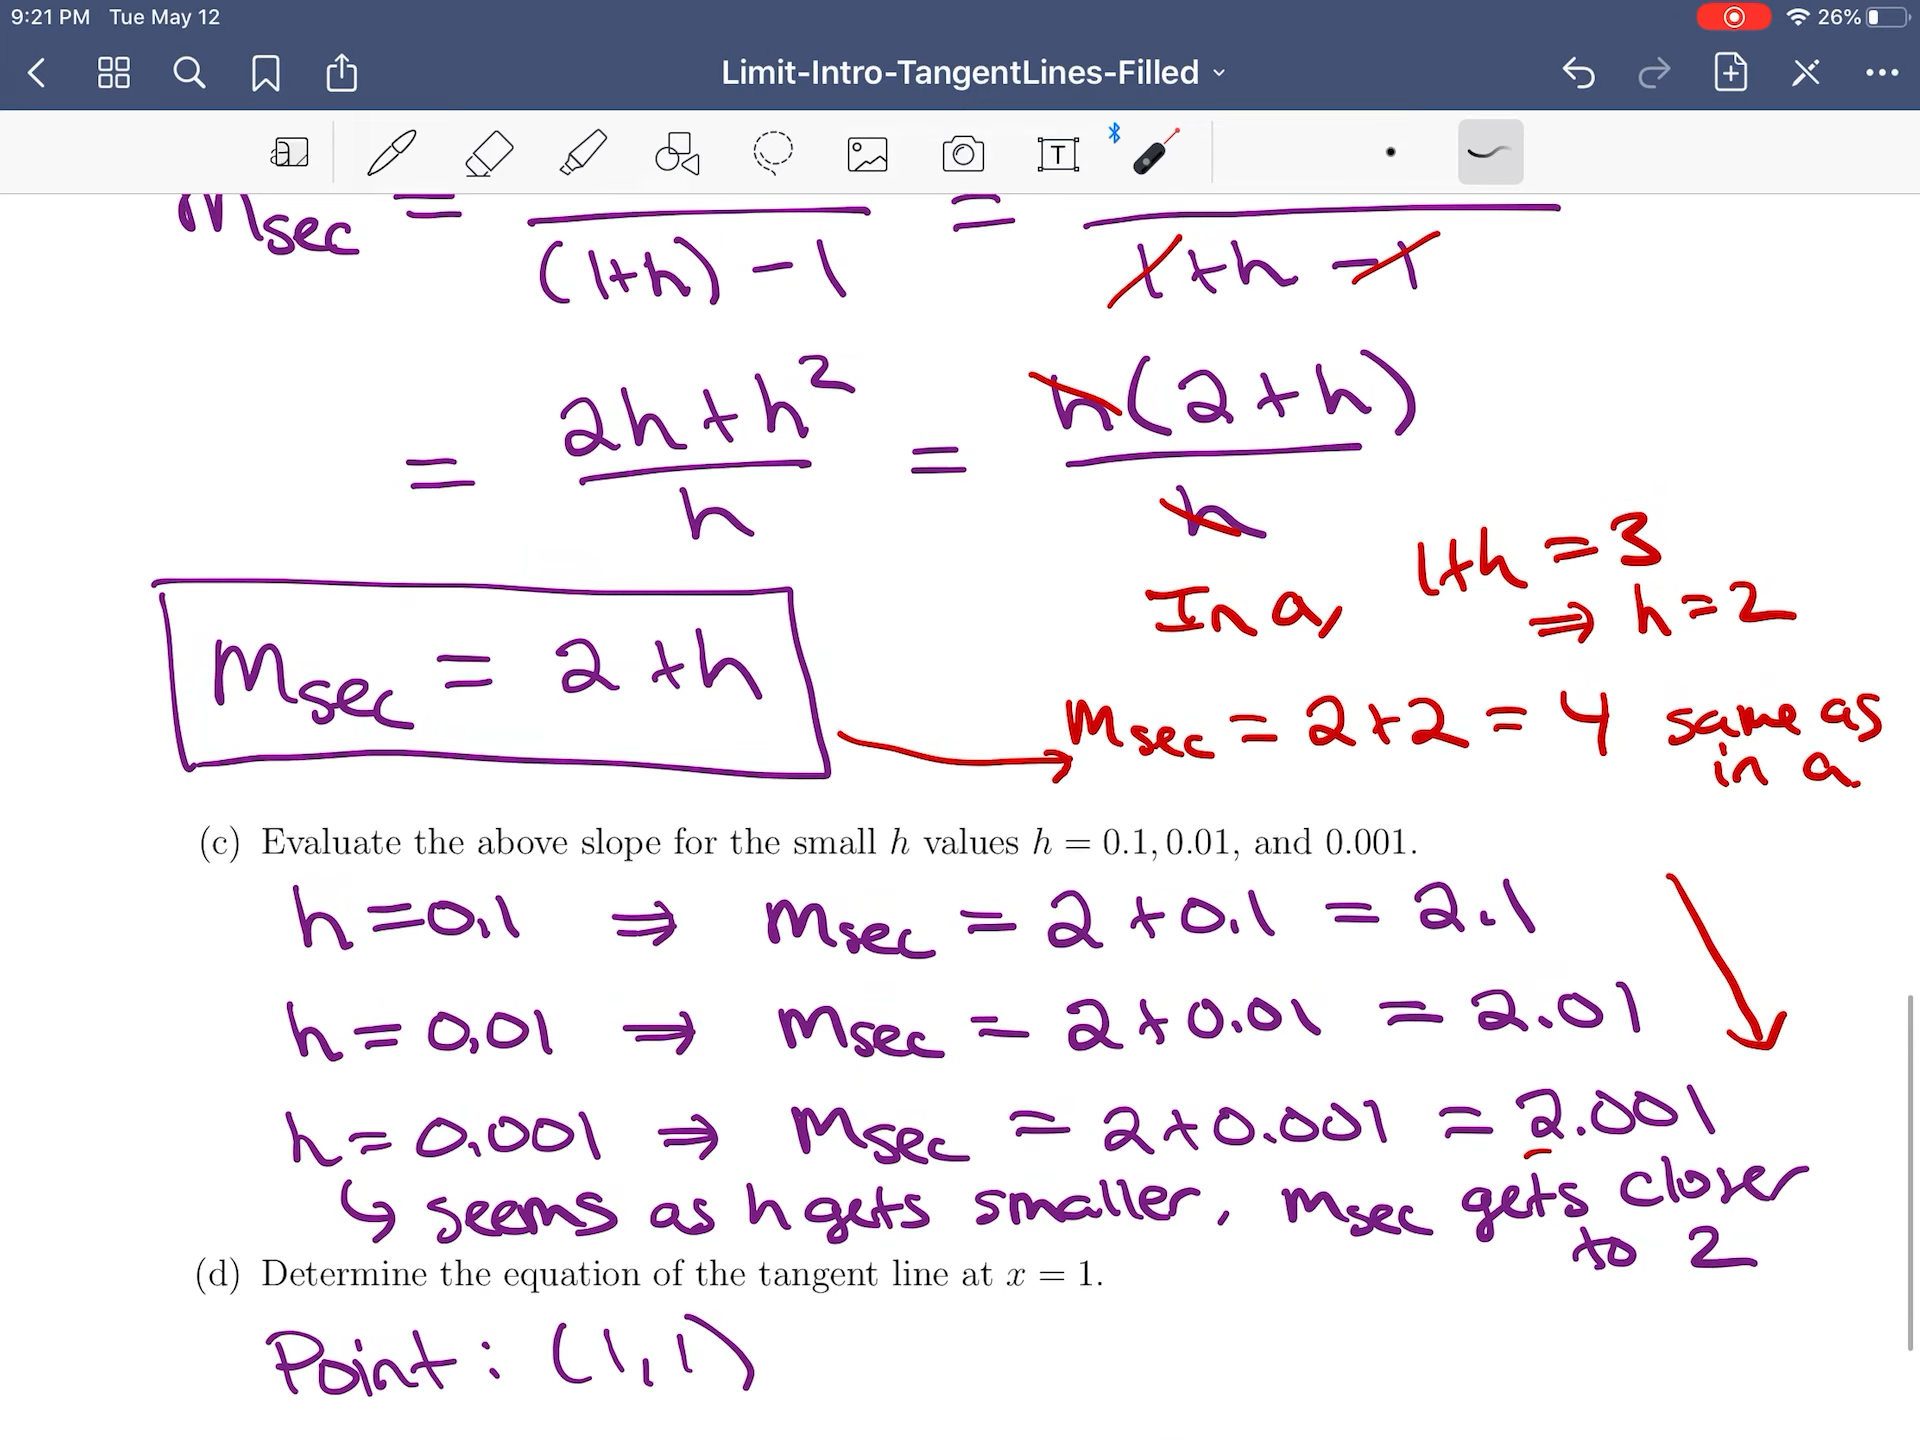 9:21 PM Tue May 12
26%
Limit-Intro-TangentLines-Filled
Msec = (1+h) - 1 = 1+h - 1
= 2h+h² / h = h(2+h) / h
1+h = 3
In a, ⇒ h=2
Msec = 2+h
Msec = 2+2 = 4 same as
in a
(c) Evaluate the above slope for the small h values h = 0.1, 0.01, and 0.001.
h=0.1 ⇒ Msec = 2+0.1 = 2.1
h=0.01 ⇒ Msec = 2+0.01 = 2.01
h=0.001 ⇒ Msec = 2+0.001 = 2.001
↪ seems as h gets smaller, Msec gets closer
to 2
(d) Determine the equation of the tangent line at x = 1.
Point: (1,1)